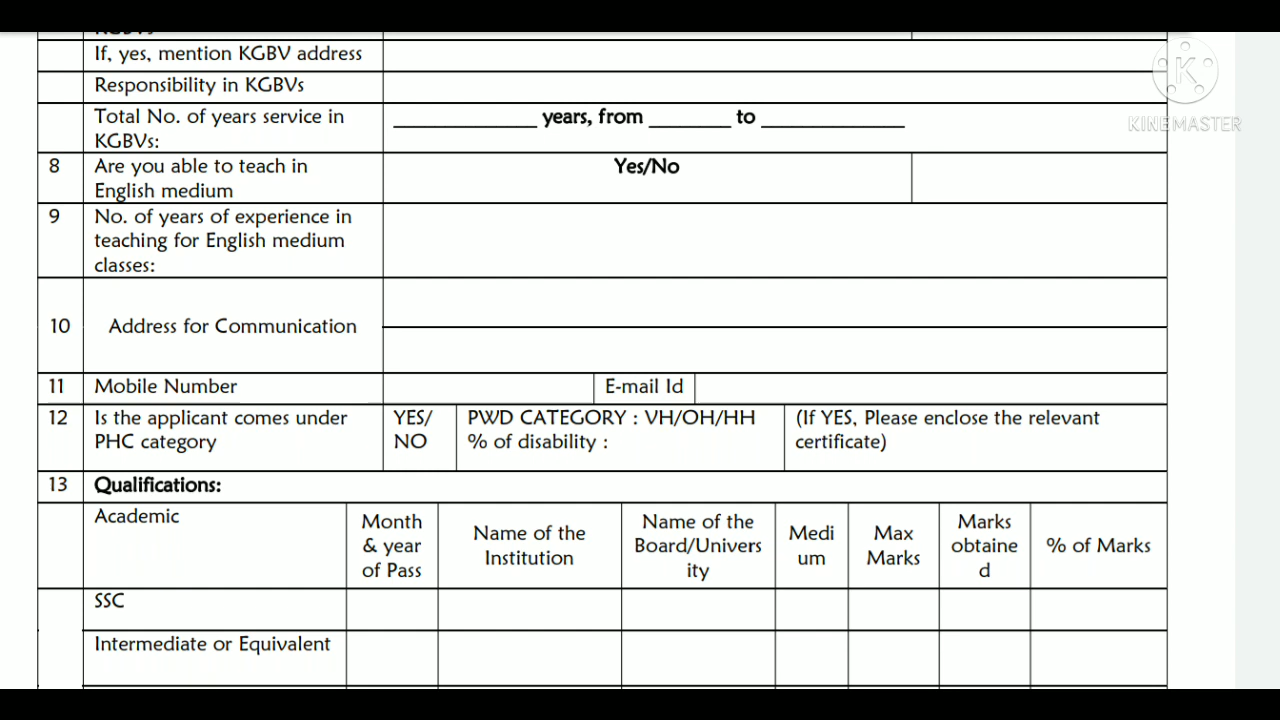 KGBVs
If, yes, mention KGBV address
Responsibility in KGBVs
Total No. of years service in
KGBVs:
______________ years, from ________ to ______________
8
Are you able to teach in
English medium
Yes/No
9
No. of years of experience in
teaching for English medium
classes:
10
Address for Communication
11
Mobile Number
E-mail Id
12
Is the applicant comes under
PHC category
YES/
NO
PWD CATEGORY : VH/OH/HH
% of disability :
(If YES, Please enclose the relevant
certificate)
13
Qualifications:
Academic
Month
& year
of Pass
Name of the
Institution
Name of the
Board/Univers
ity
Medi
um
Max
Marks
Marks
obtaine
d
% of Marks
SSC
Intermediate or Equivalent
K
KINEMASTER